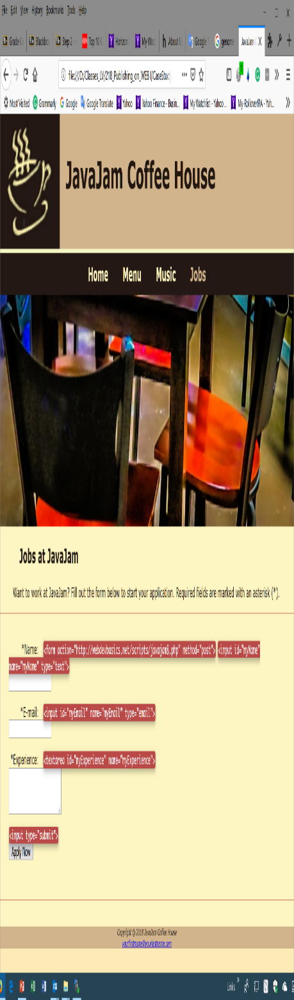 File Edit View History Bookmarks Tools Help
Grade C Blackbo Step 2 - Top 10 C Horizon My Watc About U Google T genome JavaJam C X
file:///D:/Classes_LV/218_Publishing_on_WEB-I/CaseStud
Most Visited Grammarly Google Google Translate Yahoo Yahoo Finance - Busin... My Watchlist - Yahoo ... My-RolloverIRA - Yah...
JavaJam Coffee House
Home Menu Music Jobs
Jobs at JavaJam
Want to work at JavaJam? Fill out the form below to start your application. Required fields are marked with an asterisk (*).
*Name: <form action="http://webdevbasics.net/scripts/javajam8.php" method="post"> <input id="myName"
name="myName" type="text">
*E-mail: <input id="myEmail" name="myEmail" type="email">
*Experience: <textarea id="myExperience" name="myExperience">
<input type="submit">
Apply Now
Copyright © 2018 JavaJam Coffee House
yourfirstname@yourlastname.com
Links